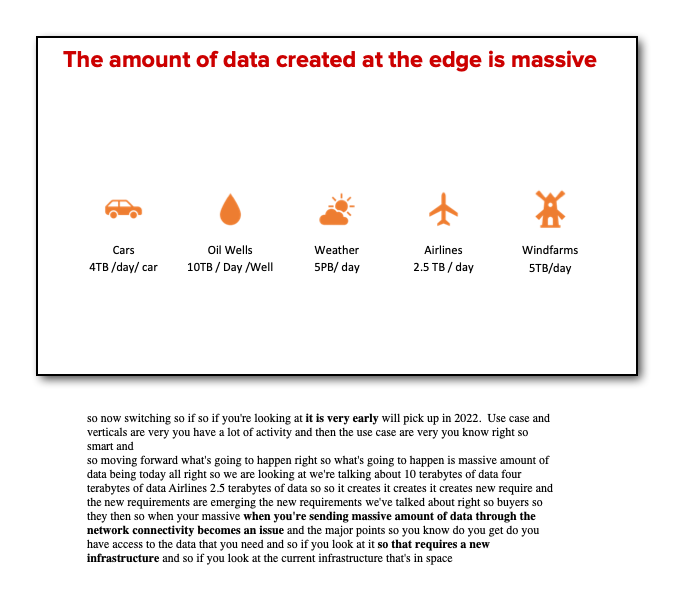 The amount of data created at the edge is massive
Cars
4TB /day/ car
Oil Wells
10TB / Day /Well
Weather
5PB/ day
Airlines
2.5 TB / day
Windfarms
5TB/day
so now switching so if so if you're looking at it is very early will pick up in 2022.  Use case and
verticals are very you have a lot of activity and then the use case are very you know right so
smart and
so moving forward what's going to happen right so what's going to happen is massive amount of
data being today all right so we are looking at we're talking about 10 terabytes of data four
terabytes of data Airlines 2.5 terabytes of data so so it creates it creates it creates new require and
the new requirements are emerging the new requirements we've talked about right so buyers so
they then so when your massive when you're sending massive amount of data through the
network connectivity becomes an issue and the major points so you know do you get do you
have access to the data that you need and so if you look at it so that requires a new
infrastructure and so if you look at the current infrastructure that's in space